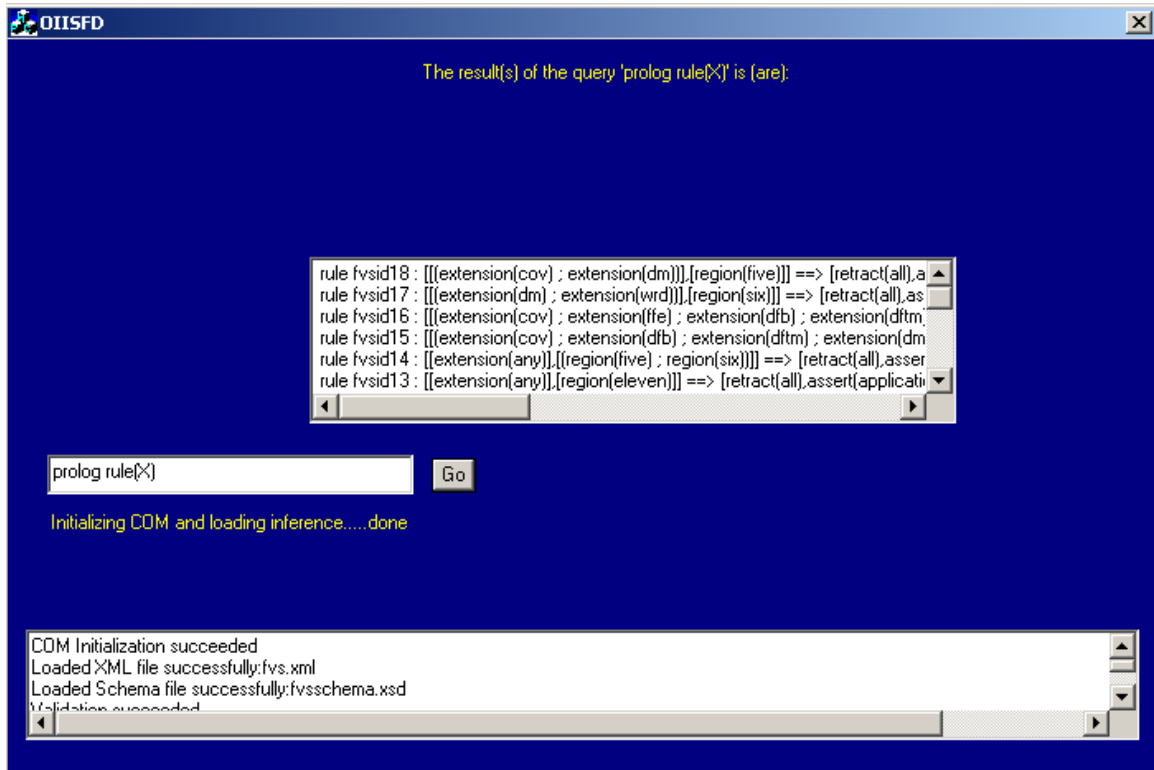 OIISFD
The result(s) of the query 'prolog rule(X)' is (are):
rule fvsid18 : [[(extension(cov) ; extension(dm))],[region(five)]] ==> [retract(all),a
rule fvsid17 : [[(extension(dm) ; extension(wrd))],[region(six)]] ==> [retract(all),as
rule fvsid16 : [[(extension(cov) ; extension(ffe) ; extension(dfb) ; extension(dftm)
rule fvsid15 : [[(extension(cov) ; extension(dfb) ; extension(dftm) ; extension(dm
rule fvsid14 : [[extension(any)],[(region(five) ; region(six))]] ==> [retract(all),asser
rule fvsid13 : [[extension(any)],[region(eleven)]] ==> [retract(all),assert(applicati
prolog rule(X)
Go
Initializing COM and loading inference.....done
COM Initialization succeeded
Loaded XML file successfully:fvs.xml
Loaded Schema file successfully:fvsschema.xsd
Validation succeeded